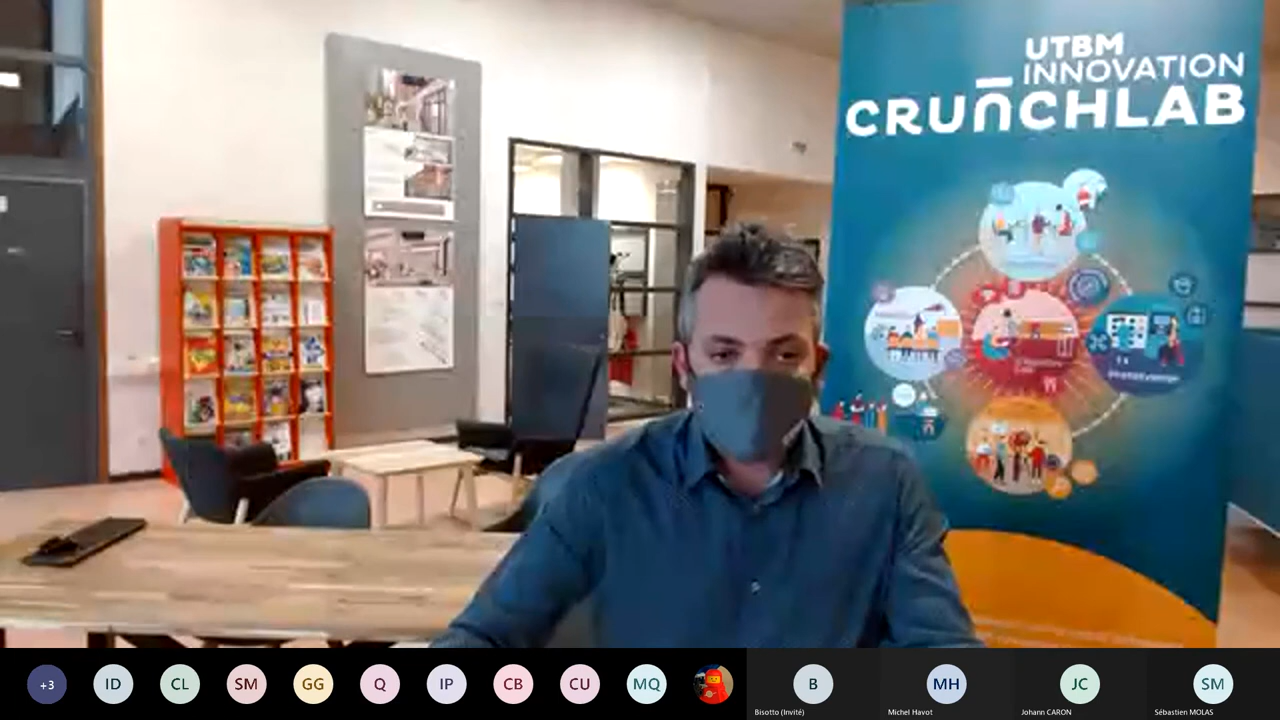 UTBM
INNOVATION
CRUNCHLAB
+3
ID
CL
SM
GG
Q
IP
CB
CU
MQ
B
MH
JC
SM
Bisotto (Invité)
Michel Havot
Johann CARON
Sébastien MOLAS